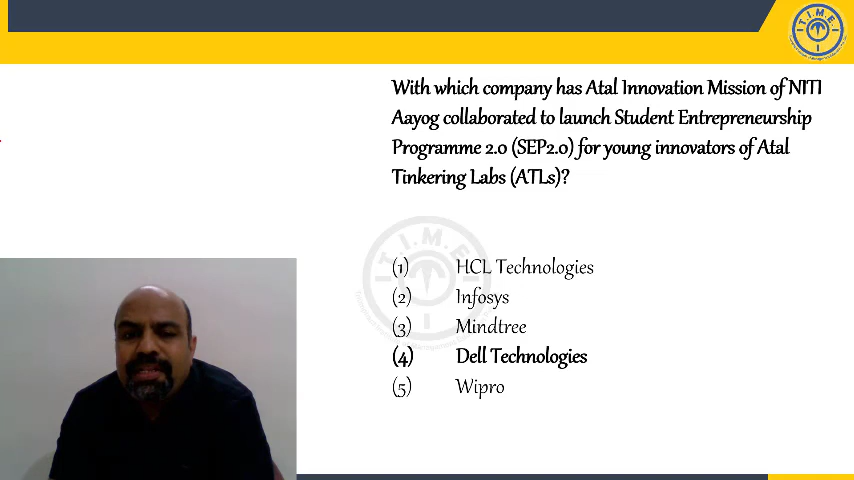 T.I.M.E.
With which company has Atal Innovation Mission of NITI
Aayog collaborated to launch Student Entrepreneurship
Programme 2.0 (SEP2.0) for young innovators of Atal
Tinkering Labs (ATLs)?
T.I.M.E.
(1) HCL Technologies
(2) Infosys
(3) Mindtree
(4) Dell Technologies
(5) Wipro